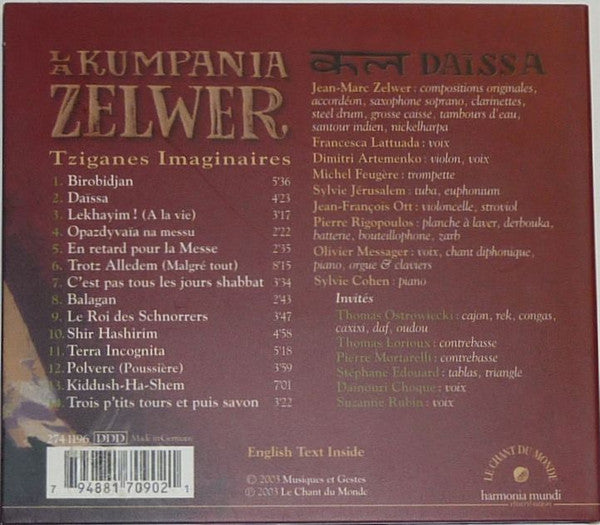 LA KUMPANIA
ZELWER
Tziganes Imaginaires
1. Birobidjan 5'36
2. Daïssa 4'23
3. Lekhayim ! (A la vie) 3'17
4. Opazdyvaïa na messu 2'22
5. En retard pour la Messe 2'35
6. Trotz Alledem (Malgré tout) 8'15
7. C'est pas tous les jours shabbat 3'34
8. Balagan 2'43
9. Le Roi des Schnorrers 3'47
10. Shir Hashirim 4'58
11. Terra Incognita 5'18
12. Polvere (Poussière) 3'59
13. Kiddush-Ha-Shem 7'01
14. Trois p'tits tours et puis savon 3'22
274 1196 DDD Made in Germany
7 94881 70902 1
कल DAÏSSA
Jean-Marc Zelwer : compositions originales,
accordéon, saxophone soprano, clarinettes,
steel drum, grosse caisse, tambours d'eau,
santour indien, nickelharpa
Francesca Lattuada : voix
Dimitri Artemenko : violon, voix
Michel Feugère : trompette
Sylvie Jérusalem : tuba, euphonium
Jean-François Ott : violoncelle, stroviol
Pierre Rigopoulos : planche à laver, derbouka,
batterie, bouteillophone, zarb
Olivier Messager : voix, chant diphonique,
piano, orgue & claviers
Sylvie Cohen : piano
Invités
Thomas Ostrowiecki : cajon, rek, congas,
caxixi, daf, oudou
Thomas Lorioux : contrebasse
Pierre Mortarelli : contrebasse
Stéphane Edouard : tablas, triangle
Dainouri Choque : voix
Suzanne Rubin : voix
English Text Inside
℗ 2003 Musiques et Gestes
℗ 2003 Le Chant du Monde
LE CHANT DU MONDE
harmonia mundi